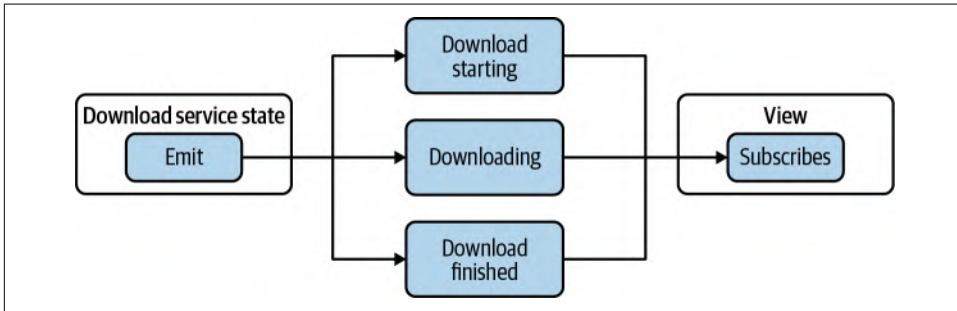 Download service state
Emit
Download
starting
Downloading
Download
finished
View
Subscribes